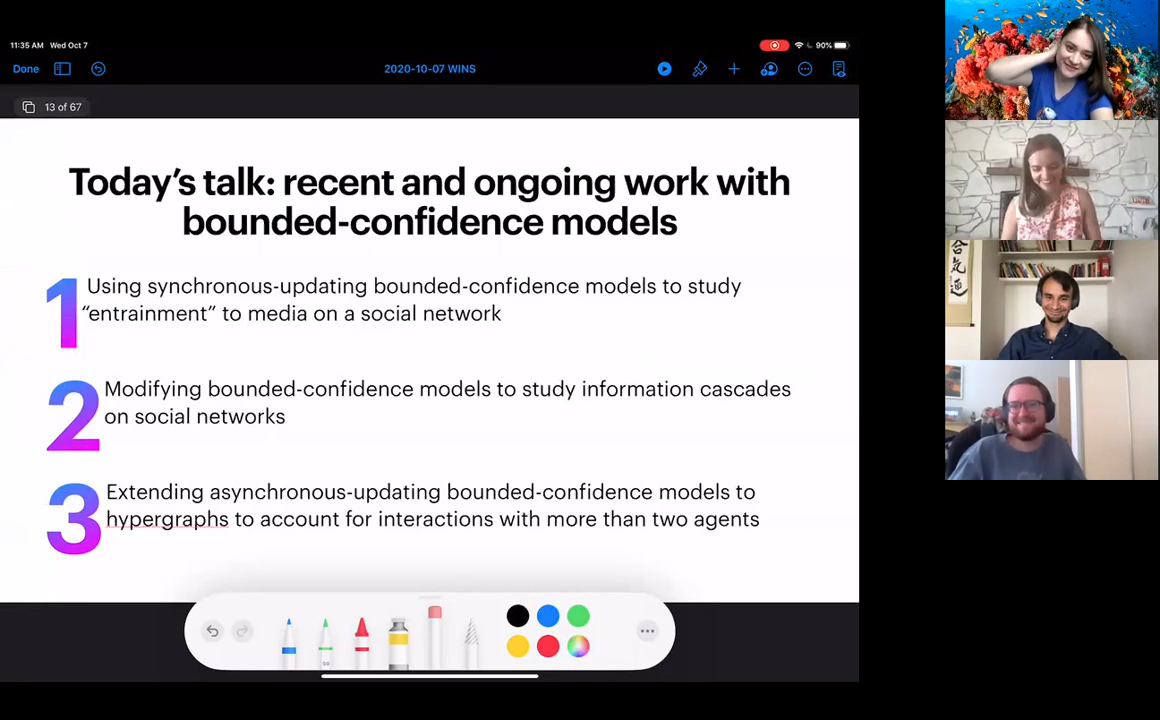 11:35 AM Wed Oct 7
90%
Done
2020-10-07 WINS
13 of 67
Today’s talk: recent and ongoing work with
bounded-confidence models
1 Using synchronous-updating bounded-confidence models to study
“entrainment” to media on a social network
2 Modifying bounded-confidence models to study information cascades
on social networks
3 Extending asynchronous-updating bounded-confidence models to
hypergraphs to account for interactions with more than two agents
合氣道